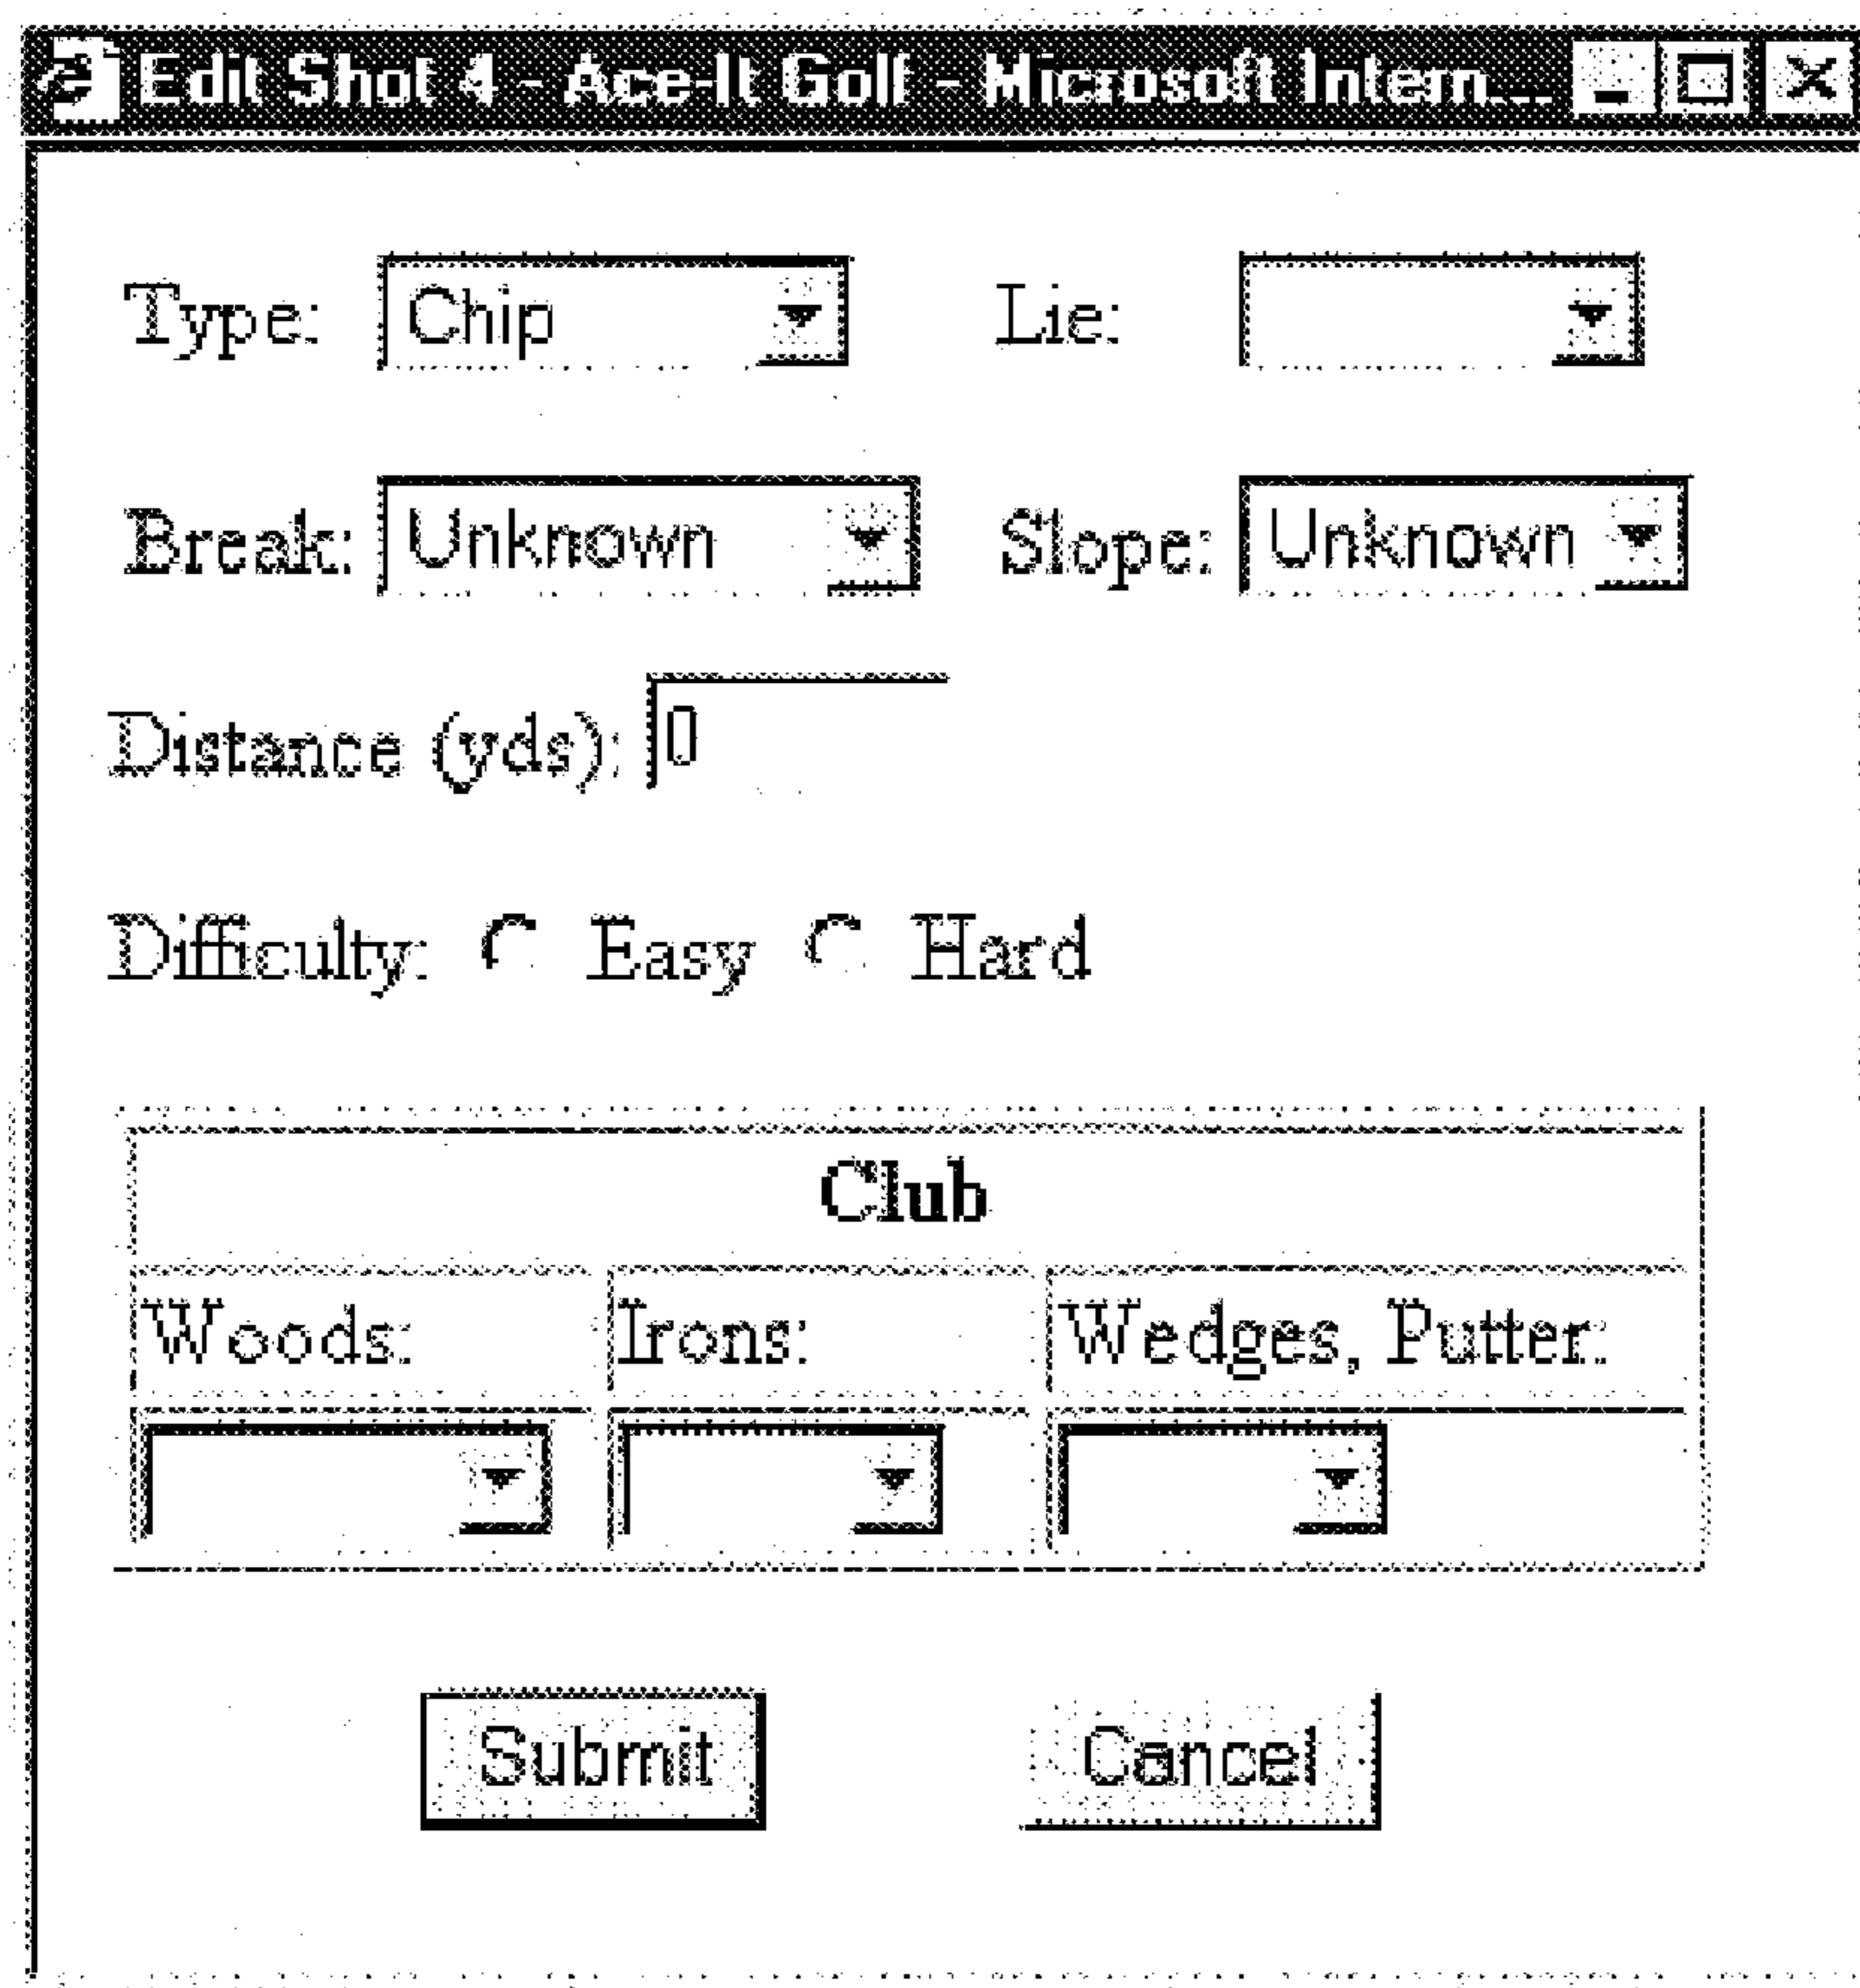 Edit Shot 4 - Ace-It Golf - Microsoft Intern...
Type: Chip Lie:
Break: Unknown Slope: Unknown
Distance (yds): 0
Difficulty: Easy Hard
Club
Woods: Irons: Wedges, Putter:
Submit Cancel